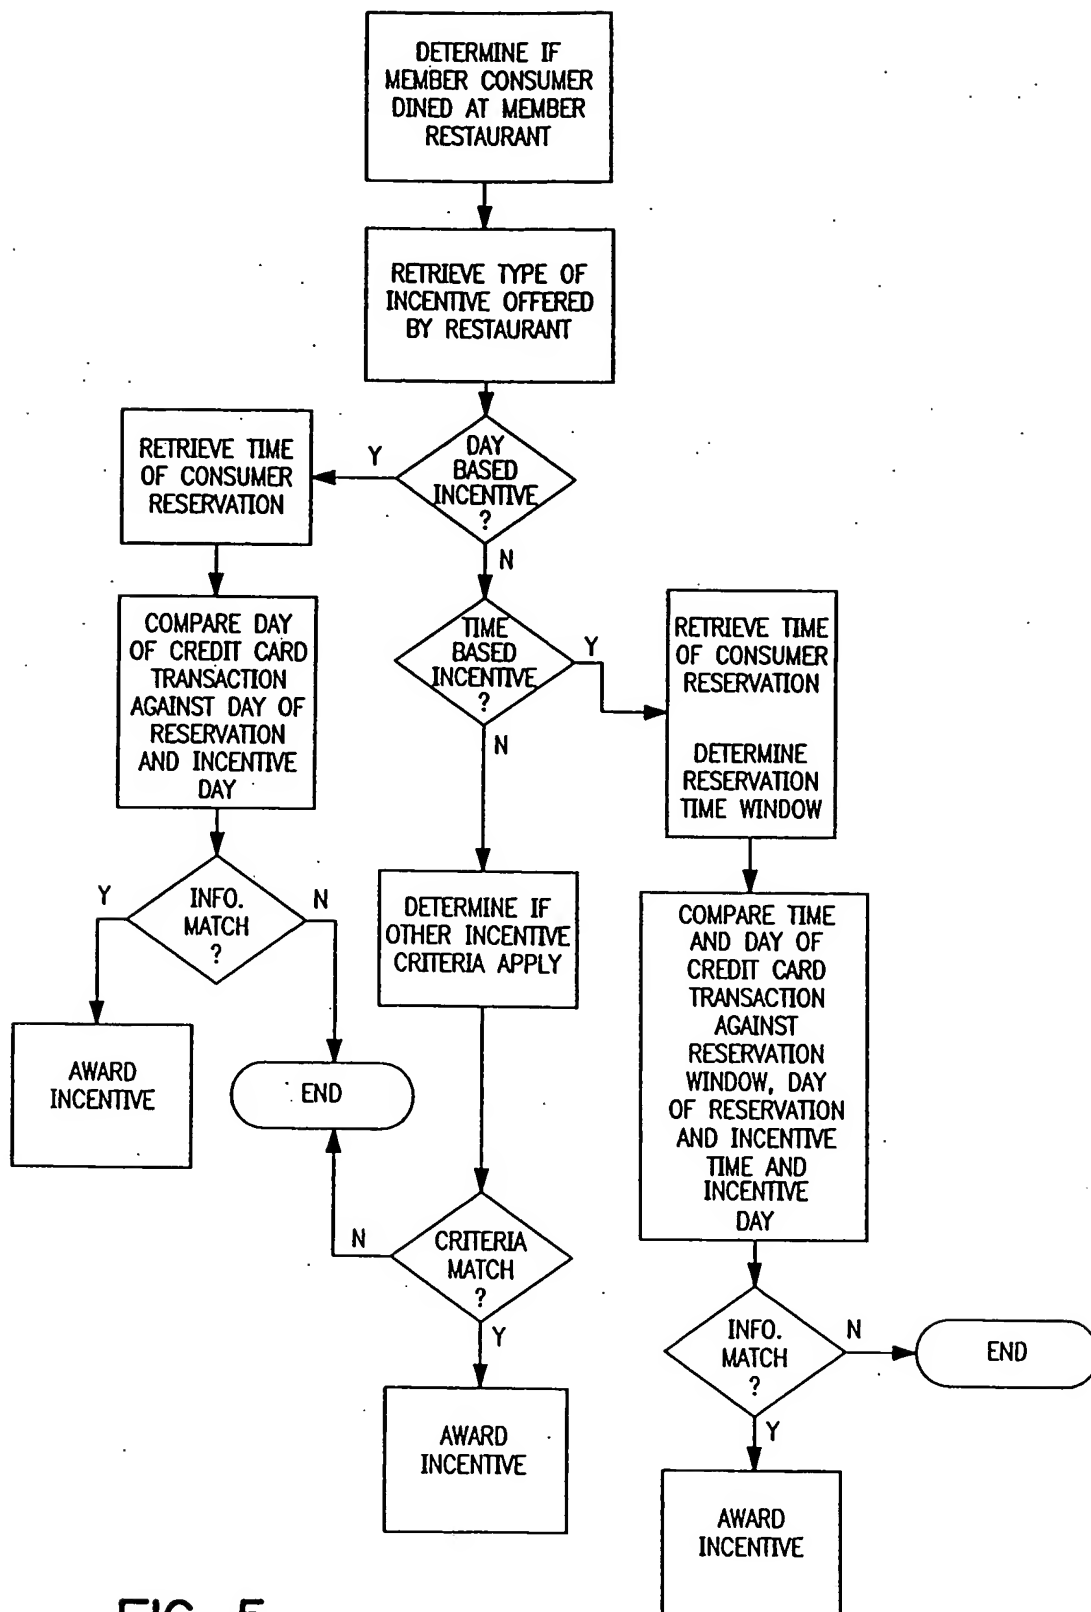 DETERMINE IF
MEMBER CONSUMER
DINED AT MEMBER
RESTAURANT
RETRIEVE TYPE OF
INCENTIVE OFFERED
BY RESTAURANT
DAY
BASED
INCENTIVE
?
Y
N
RETRIEVE TIME
OF CONSUMER
RESERVATION
COMPARE DAY
OF CREDIT CARD
TRANSACTION
AGAINST DAY OF
RESERVATION
AND INCENTIVE
DAY
TIME
BASED
INCENTIVE
?
Y
N
RETRIEVE TIME
OF CONSUMER
RESERVATION
DETERMINE
RESERVATION
TIME WINDOW
INFO.
MATCH
?
Y
N
DETERMINE IF
OTHER INCENTIVE
CRITERIA APPLY
COMPARE TIME
AND DAY OF
CREDIT CARD
TRANSACTION
AGAINST
RESERVATION
WINDOW, DAY
OF RESERVATION
AND INCENTIVE
TIME AND
INCENTIVE
DAY
AWARD
INCENTIVE
END
CRITERIA
MATCH
?
N
Y
INFO.
MATCH
?
N
Y
END
AWARD
INCENTIVE
AWARD
INCENTIVE
FIG. 5